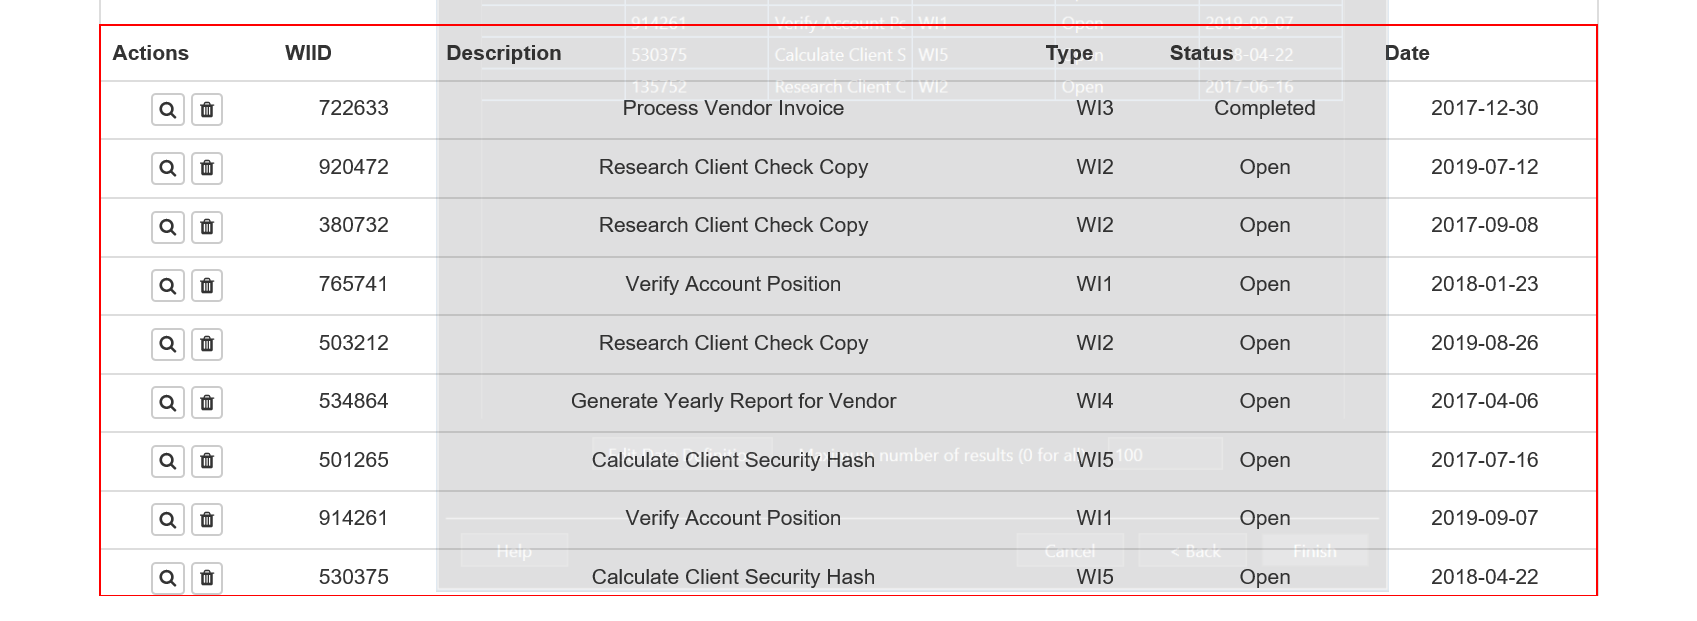 914261 Verify Account Po WI1 Open 2019-09-07
Actions WIID Description Type Status Date
530375 Calculate Client S WI5 Open 2018-04-22
135752 Research Client C WI2 Open 2017-06-16
722633 Process Vendor Invoice WI3 Completed 2017-12-30
920472 Research Client Check Copy WI2 Open 2019-07-12
380732 Research Client Check Copy WI2 Open 2017-09-08
765741 Verify Account Position WI1 Open 2018-01-23
503212 Research Client Check Copy WI2 Open 2019-08-26
534864 Generate Yearly Report for Vendor WI4 Open 2017-04-06
Maximum number of results (0 for all) 100
501265 Calculate Client Security Hash WI5 Open 2017-07-16
914261 Verify Account Position WI1 Open 2019-09-07
Help Cancel < Back Finish
530375 Calculate Client Security Hash WI5 Open 2018-04-22